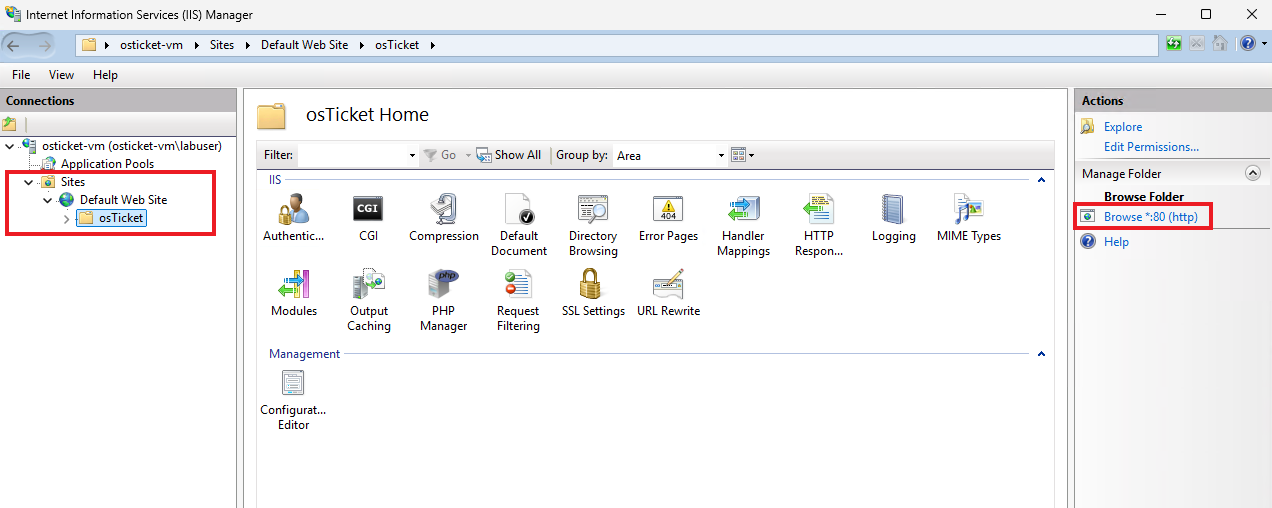 Internet Information Services (IIS) Manager
osticket-vm Sites Default Web Site osTicket
File View Help
Connections
osticket-vm (osticket-vm\labuser)
Application Pools
Sites
Default Web Site
osTicket
osTicket Home
Filter: Go Show All Group by: Area
IIS
Authentic... CGI Compression Default Document Directory Browsing Error Pages Handler Mappings HTTP Respon... Logging MIME Types
Modules Output Caching PHP Manager Request Filtering SSL Settings URL Rewrite
Management
Configurat... Editor
Actions
Explore
Edit Permissions...
Manage Folder
Browse Folder
Browse *:80 (http)
Help